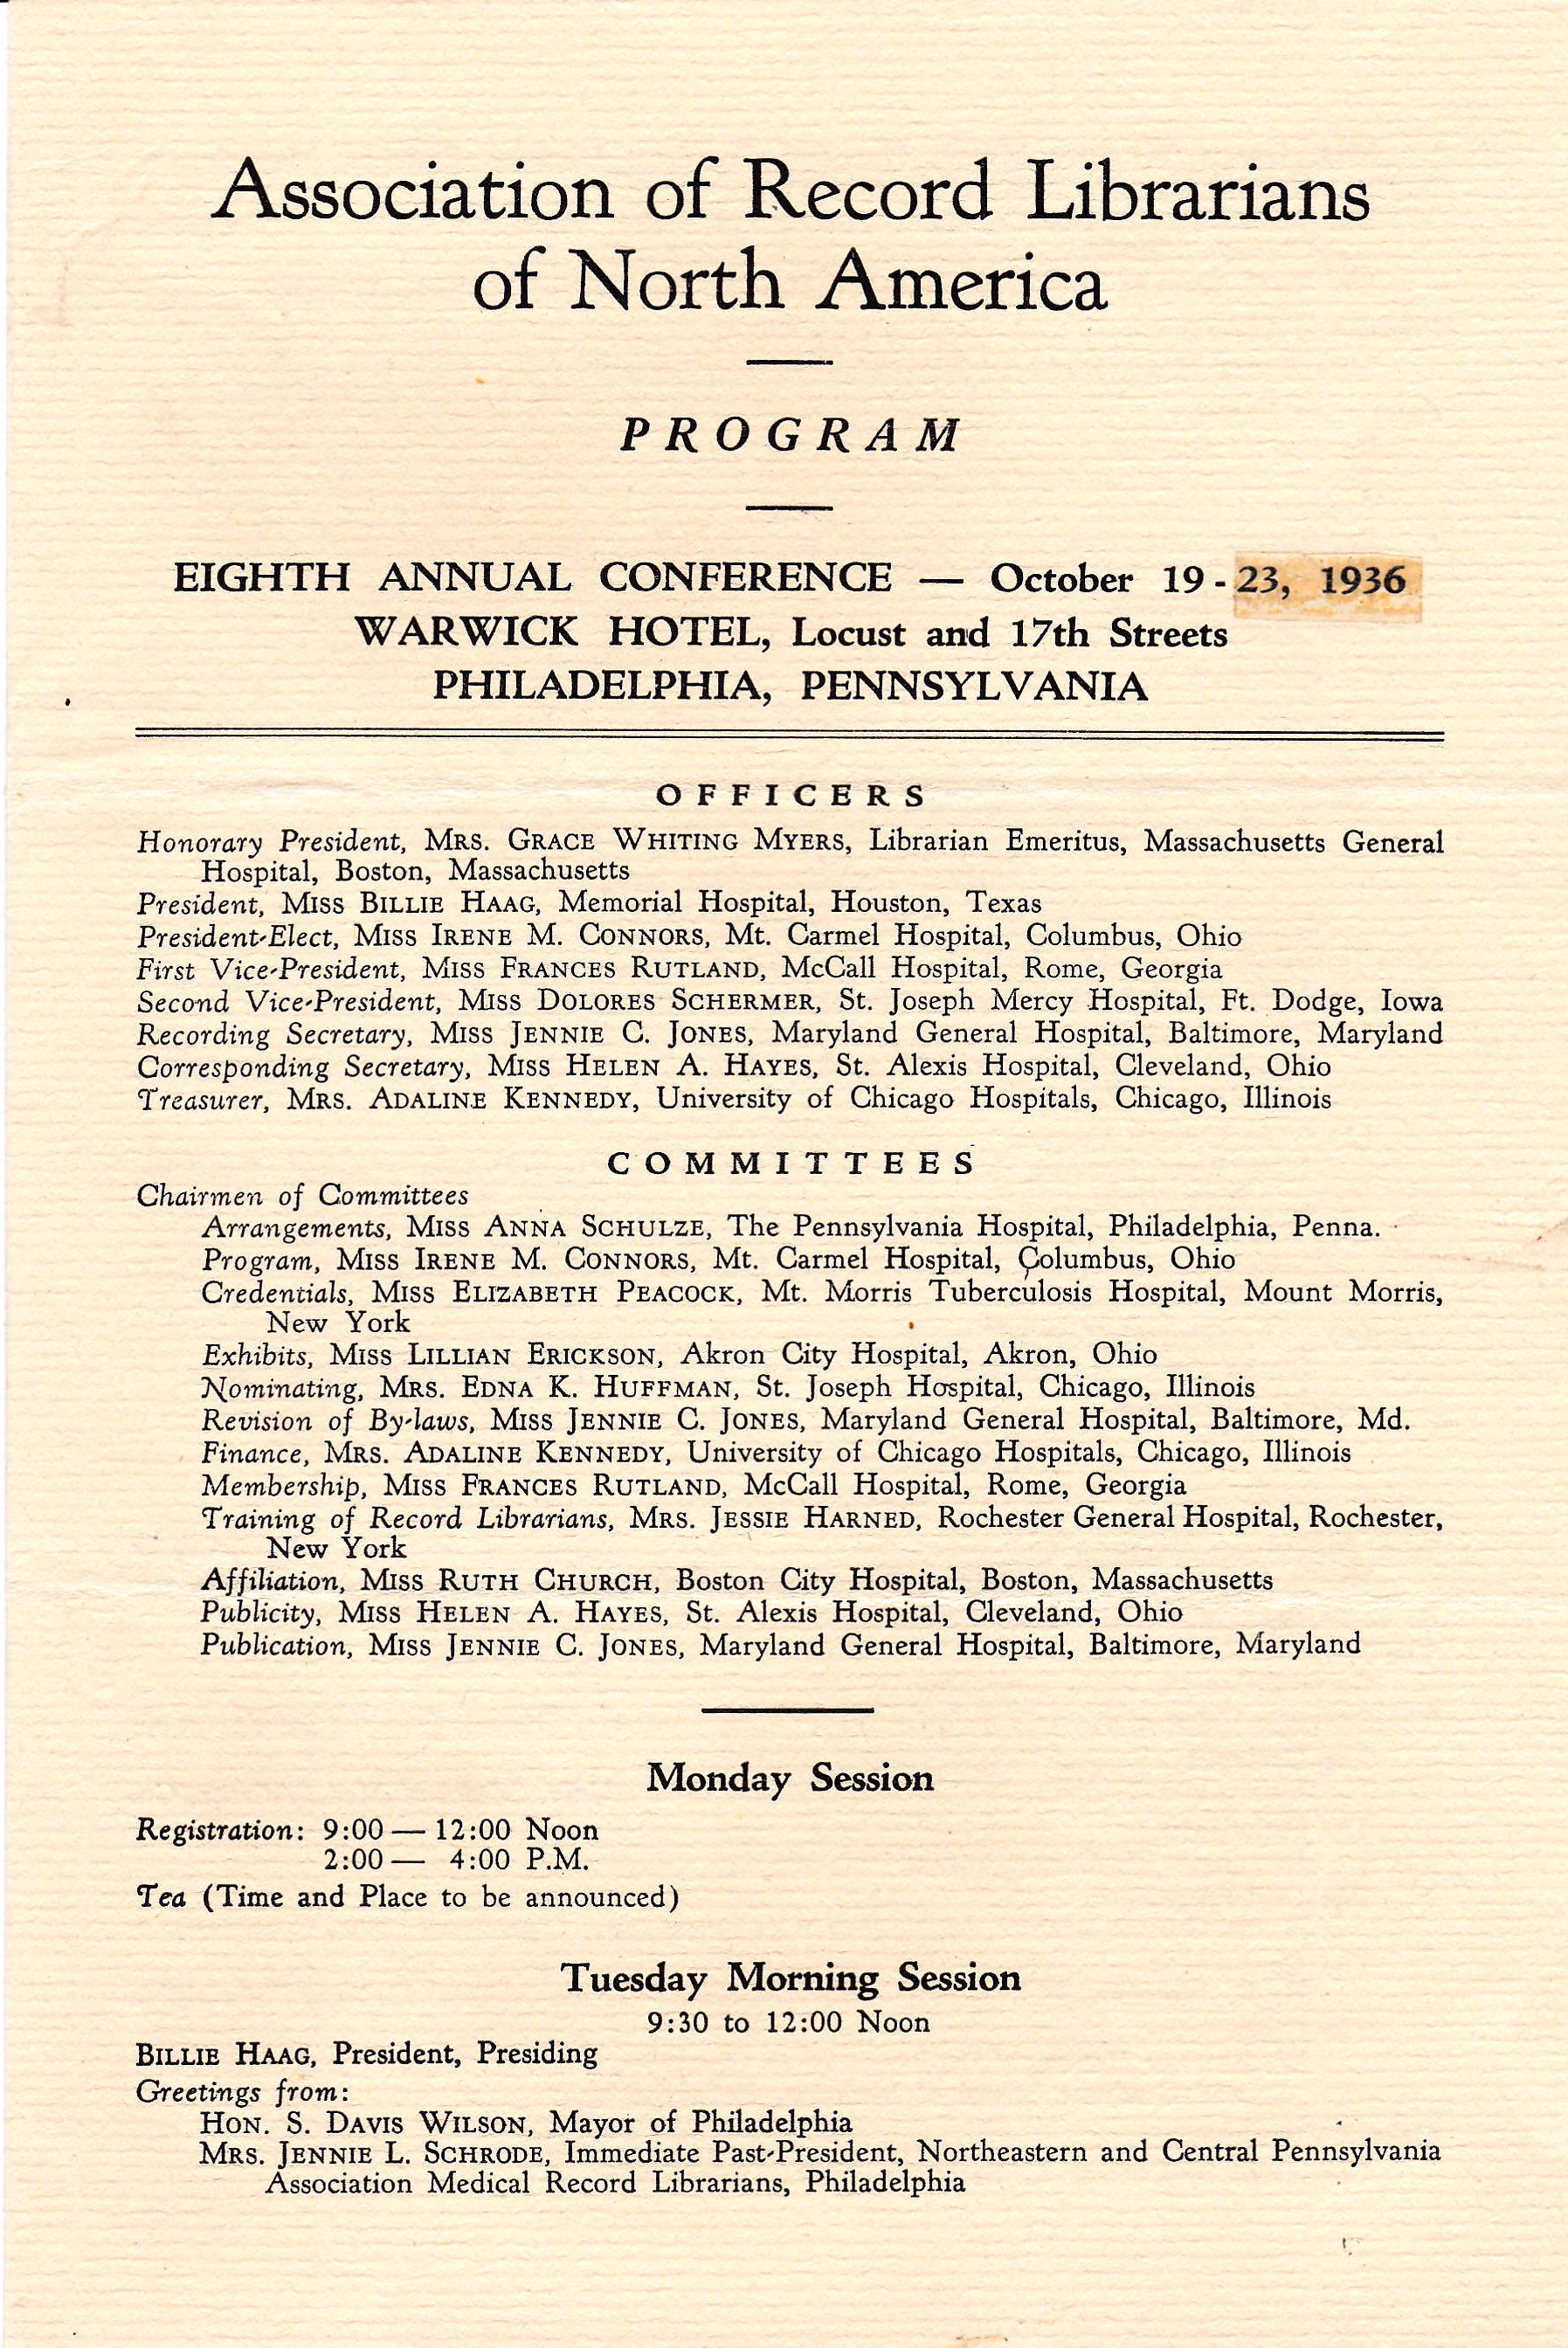 Association of Record Librarians
of North America
PROGRAM
EIGHTH ANNUAL CONFERENCE — October 19-23, 1936
WARWICK HOTEL, Locust and 17th Streets
PHILADELPHIA, PENNSYLVANIA
OFFICERS
Honorary President, MRS. GRACE WHITING MYERS, Librarian Emeritus, Massachusetts General
Hospital, Boston, Massachusetts
President, MISS BILLIE HAAG, Memorial Hospital, Houston, Texas
President-Elect, MISS IRENE M. CONNORS, Mt. Carmel Hospital, Columbus, Ohio
First Vice-President, MISS FRANCES RUTLAND, McCall Hospital, Rome, Georgia
Second Vice-President, MISS DOLORES SCHERMER, St. Joseph Mercy Hospital, Ft. Dodge, Iowa
Recording Secretary, MISS JENNIE C. JONES, Maryland General Hospital, Baltimore, Maryland
Corresponding Secretary, MISS HELEN A. HAYES, St. Alexis Hospital, Cleveland, Ohio
Treasurer, MRS. ADALINE KENNEDY, University of Chicago Hospitals, Chicago, Illinois
COMMITTEES
Chairmen of Committees
Arrangements, MISS ANNA SCHULZE, The Pennsylvania Hospital, Philadelphia, Penna.
Program, MISS IRENE M. CONNORS, Mt. Carmel Hospital, Columbus, Ohio
Credentials, MISS ELIZABETH PEACOCK, Mt. Morris Tuberculosis Hospital, Mount Morris,
New York
Exhibits, MISS LILLIAN ERICKSON, Akron City Hospital, Akron, Ohio
Nominating, MRS. EDNA K. HUFFMAN, St. Joseph Hospital, Chicago, Illinois
Revision of By-laws, MISS JENNIE C. JONES, Maryland General Hospital, Baltimore, Md.
Finance, MRS. ADALINE KENNEDY, University of Chicago Hospitals, Chicago, Illinois
Membership, MISS FRANCES RUTLAND, McCall Hospital, Rome, Georgia
Training of Record Librarians, MRS. JESSIE HARNED, Rochester General Hospital, Rochester,
New York
Affiliation, MISS RUTH CHURCH, Boston City Hospital, Boston, Massachusetts
Publicity, MISS HELEN A. HAYES, St. Alexis Hospital, Cleveland, Ohio
Publication, MISS JENNIE C. JONES, Maryland General Hospital, Baltimore, Maryland
Monday Session
Registration: 9:00 — 12:00 Noon
2:00 — 4:00 P.M.
Tea (Time and Place to be announced)
Tuesday Morning Session
9:30 to 12:00 Noon
BILLIE HAAG, President, Presiding
Greetings from:
HON. S. DAVIS WILSON, Mayor of Philadelphia
MRS. JENNIE L. SCHRODE, Immediate Past-President, Northeastern and Central Pennsylvania
Association Medical Record Librarians, Philadelphia